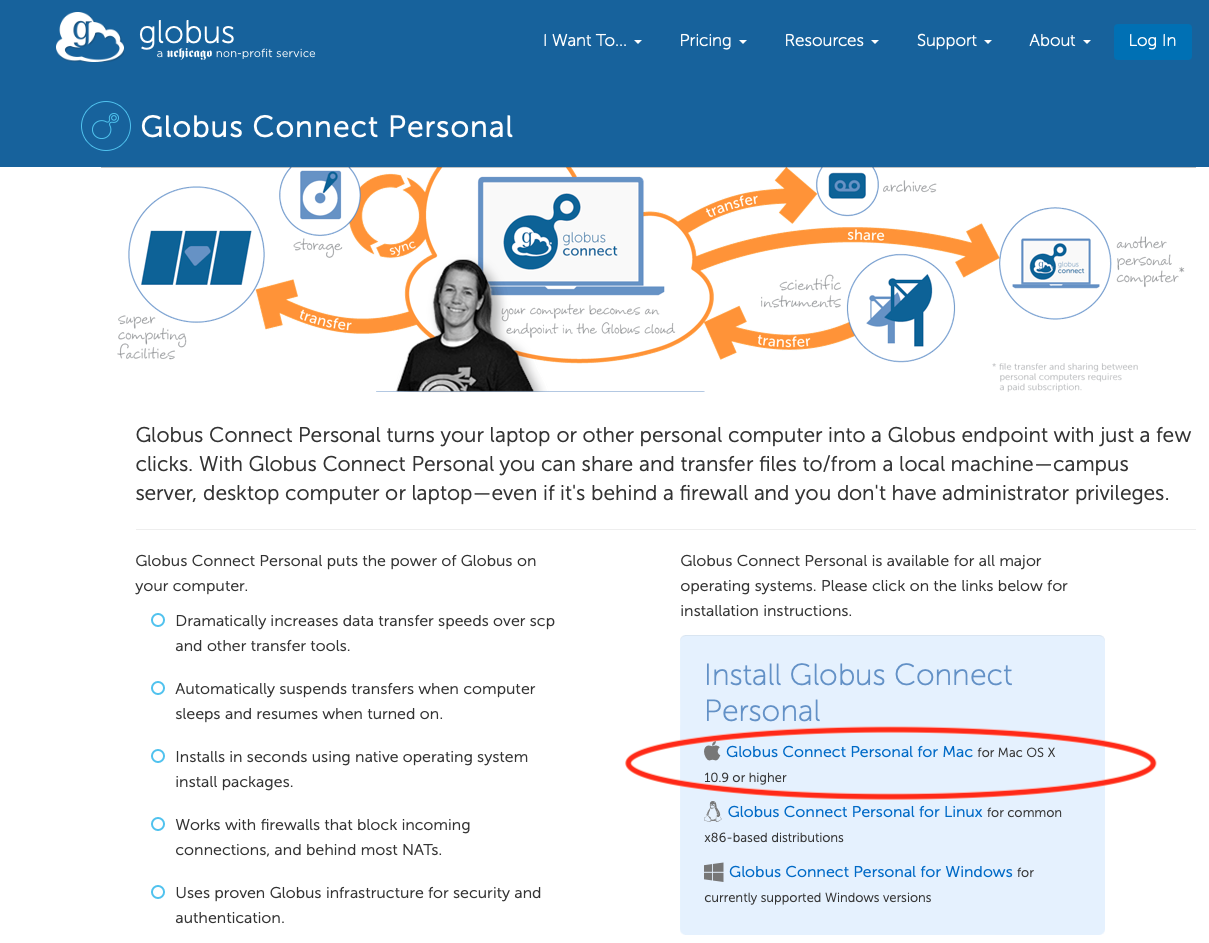 globus
a uchicago non-profit service
I Want To...
Pricing
Resources
Support
About
Log In
Globus Connect Personal
super
computing
facilities
storage
sync
transfer
g
globus
connect
your computer becomes an
endpoint in the Globus cloud
transfer
archives
share
scientific
instruments
transfer
globus
connect
another
personal
computer*
* file transfer and sharing between
personal computers requires
a paid subscription.
Globus Connect Personal turns your laptop or other personal computer into a Globus endpoint with just a few
clicks. With Globus Connect Personal you can share and transfer files to/from a local machine—campus
server, desktop computer or laptop—even if it's behind a firewall and you don't have administrator privileges.
Globus Connect Personal puts the power of Globus on
your computer.
Dramatically increases data transfer speeds over scp
and other transfer tools.
Automatically suspends transfers when computer
sleeps and resumes when turned on.
Installs in seconds using native operating system
install packages.
Works with firewalls that block incoming
connections, and behind most NATs.
Uses proven Globus infrastructure for security and
authentication.
Globus Connect Personal is available for all major
operating systems. Please click on the links below for
installation instructions.
Install Globus Connect
Personal
Globus Connect Personal for Mac for Mac OS X
10.9 or higher
Globus Connect Personal for Linux for common
x86-based distributions
Globus Connect Personal for Windows for
currently supported Windows versions